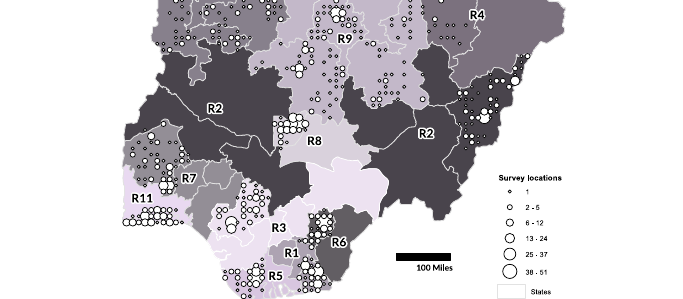 R4
R9
R2
R8
R2
R7
R11
R3
R6
R1
R5
100 Miles
Survey locations
1
2 - 5
6 - 12
13 - 24
25 - 37
38 - 51
States